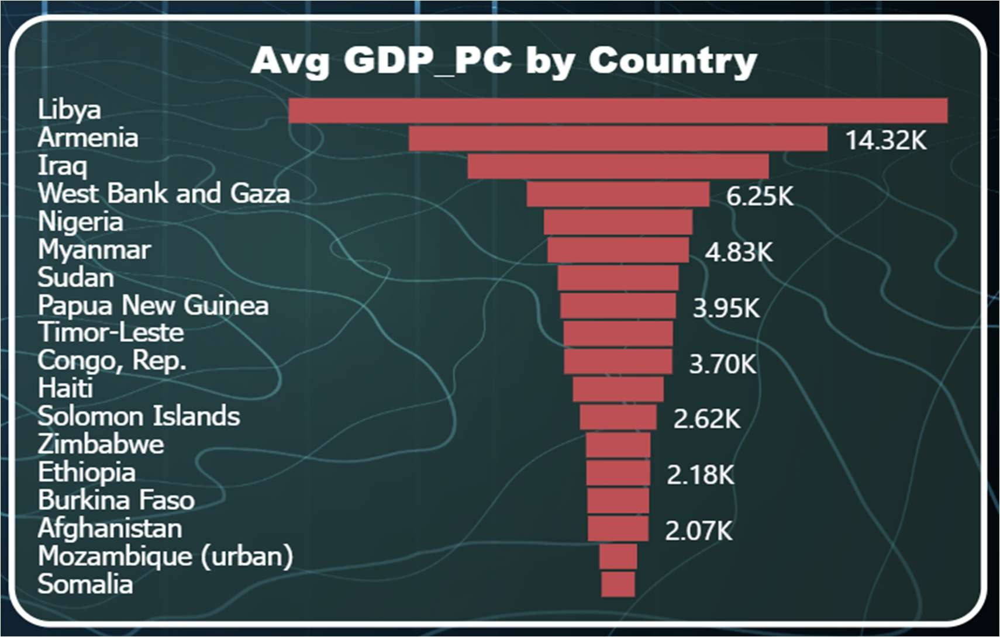 Avg GDP_PC by Country
Libya
Armenia 14.32K
Iraq
West Bank and Gaza 6.25K
Nigeria
Myanmar 4.83K
Sudan
Papua New Guinea 3.95K
Timor-Leste
Congo, Rep. 3.70K
Haiti
Solomon Islands 2.62K
Zimbabwe
Ethiopia 2.18K
Burkina Faso
Afghanistan 2.07K
Mozambique (urban)
Somalia